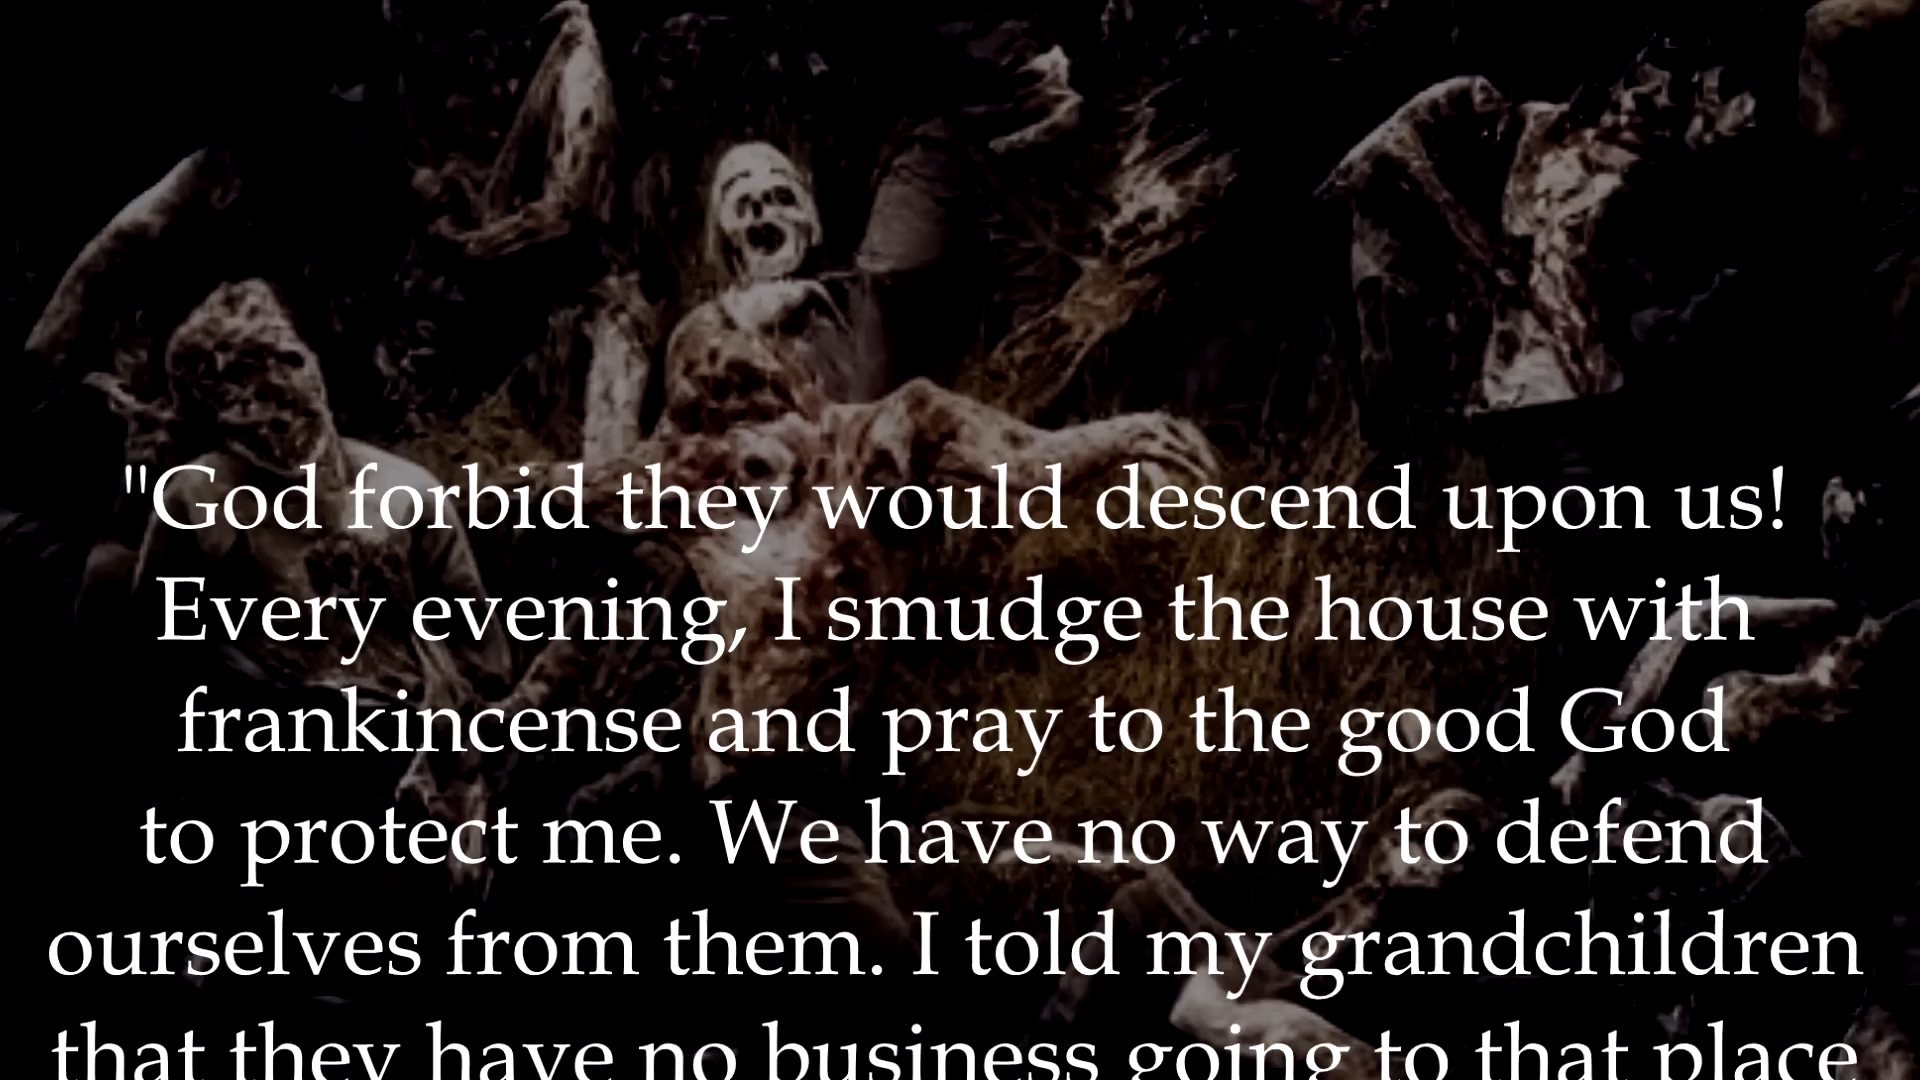 "God forbid they would descend upon us!
Every evening, I smudge the house with
frankincense and pray to the good God
to protect me. We have no way to defend
ourselves from them. I told my grandchildren
that they have no business going to that place